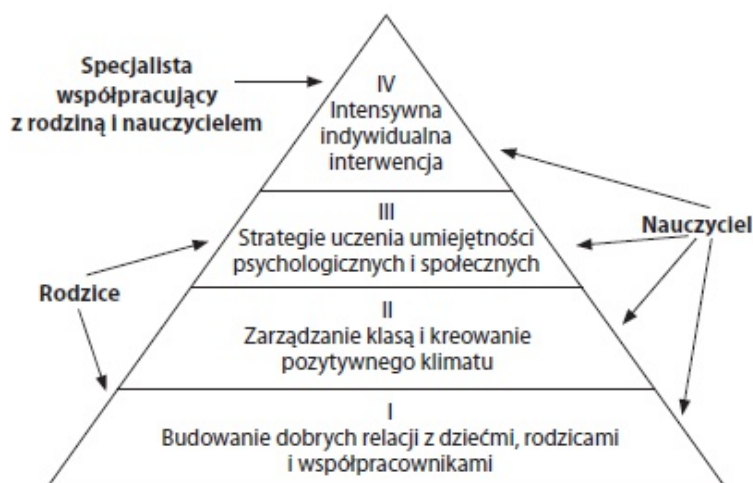 Specjalista
współpracujący
z rodziną i nauczycielem
IV
Intensywna
indywidualna
interwencja
III
Strategie uczenia umiejętności
psychologicznych i społecznych
Nauczyciel
Rodzice
II
Zarządzanie klasą i kreowanie
pozytywnego klimatu
I
Budowanie dobrych relacji z dziećmi, rodzicami
i współpracownikami